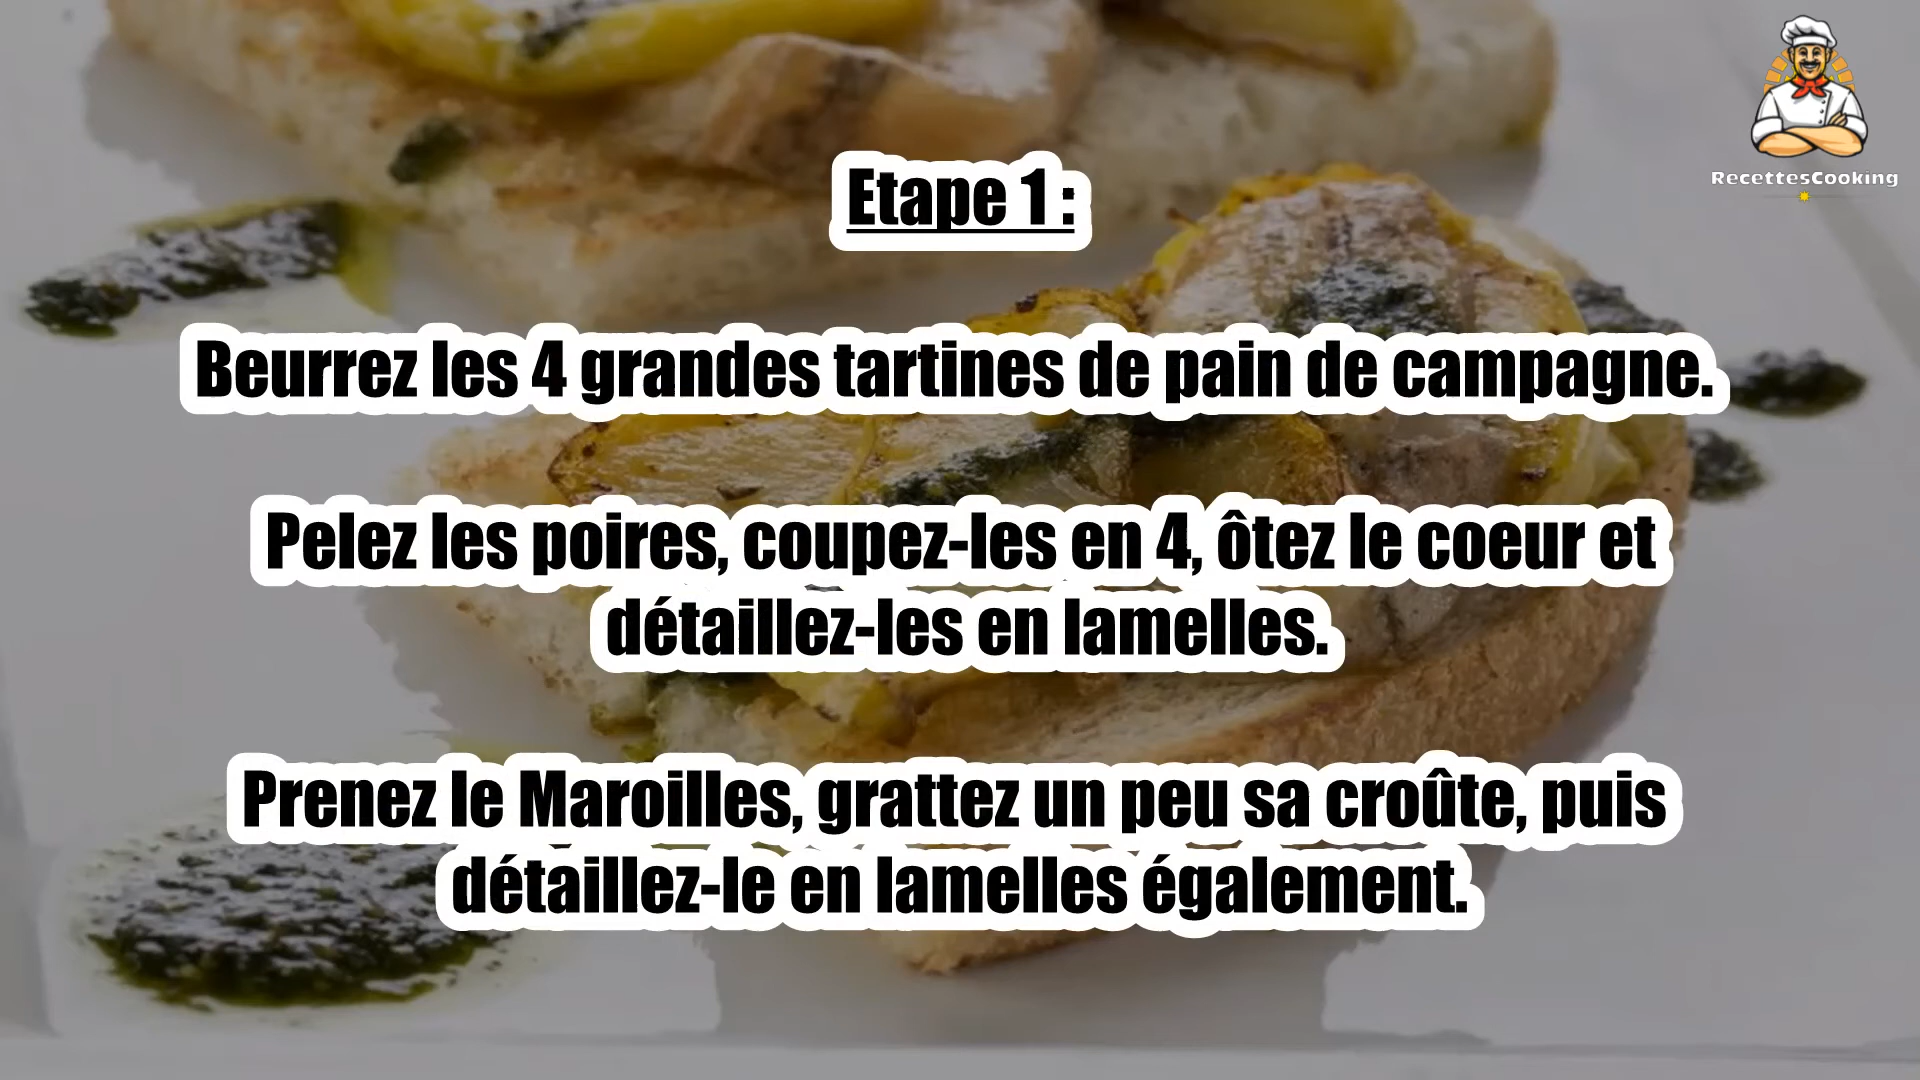 RecettesCooking
Etape 1 :
Beurrez les 4 grandes tartines de pain de campagne.
Pelez les poires, coupez-les en 4, ôtez le coeur et
détaillez-les en lamelles.
Prenez le Maroilles, grattez un peu sa croûte, puis
détaillez-le en lamelles également.